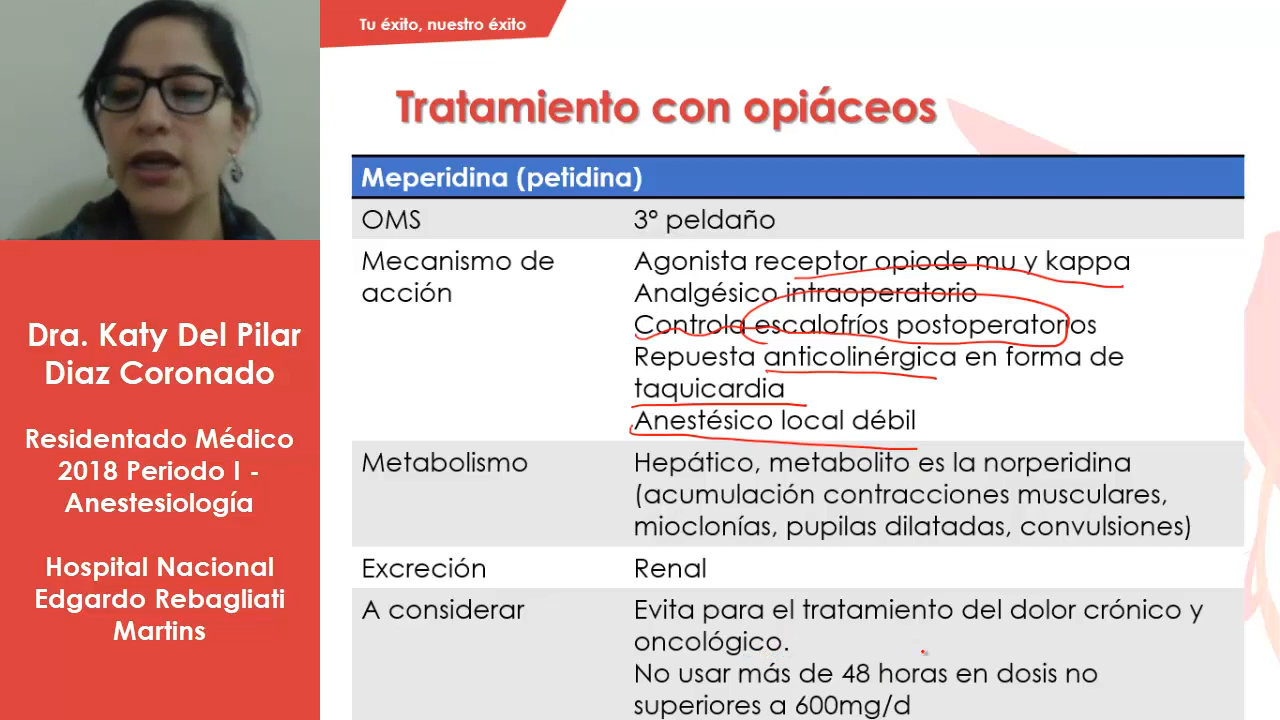 Tu éxito, nuestro éxito
Tratamiento con opiáceos
Meperidina (petidina)
OMS
3º peldaño
Mecanismo de
acción
Agonista receptor opiode mu y kappa
Analgésico intraoperatorio
Controla escalofríos postoperatorios
Repuesta anticolinérgica en forma de
taquicardia
Anestésico local débil
Metabolismo
Hepático, metabolito es la norperidina
(acumulación contracciones musculares,
mioclonías, pupilas dilatadas, convulsiones)
Excreción
Renal
A considerar
Evita para el tratamiento del dolor crónico y
oncológico.
No usar más de 48 horas en dosis no
superiores a 600mg/d
Dra. Katy Del Pilar
Diaz Coronado
Residentado Médico
2018 Periodo I -
Anestesiología
Hospital Nacional
Edgardo Rebagliati
Martins